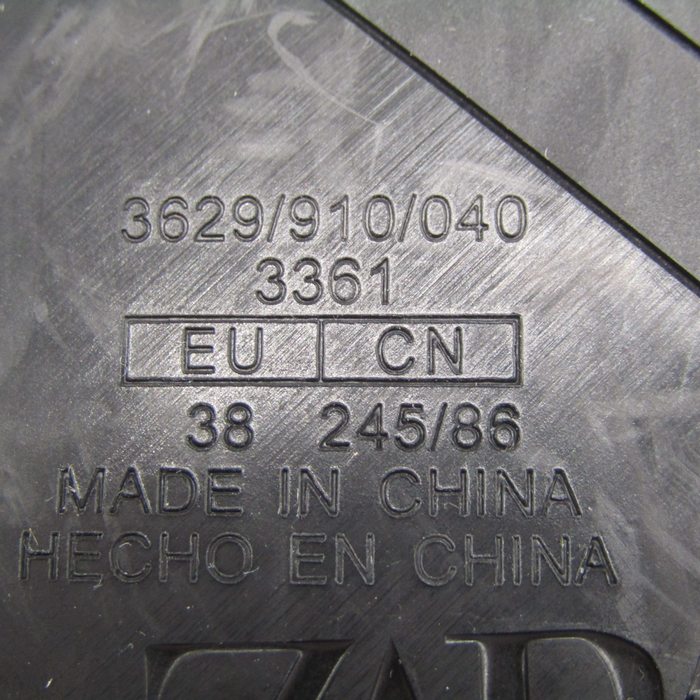 3629/910/040
3361
EU CN
38 245/86
MADE IN CHINA
HECHO EN CHINA